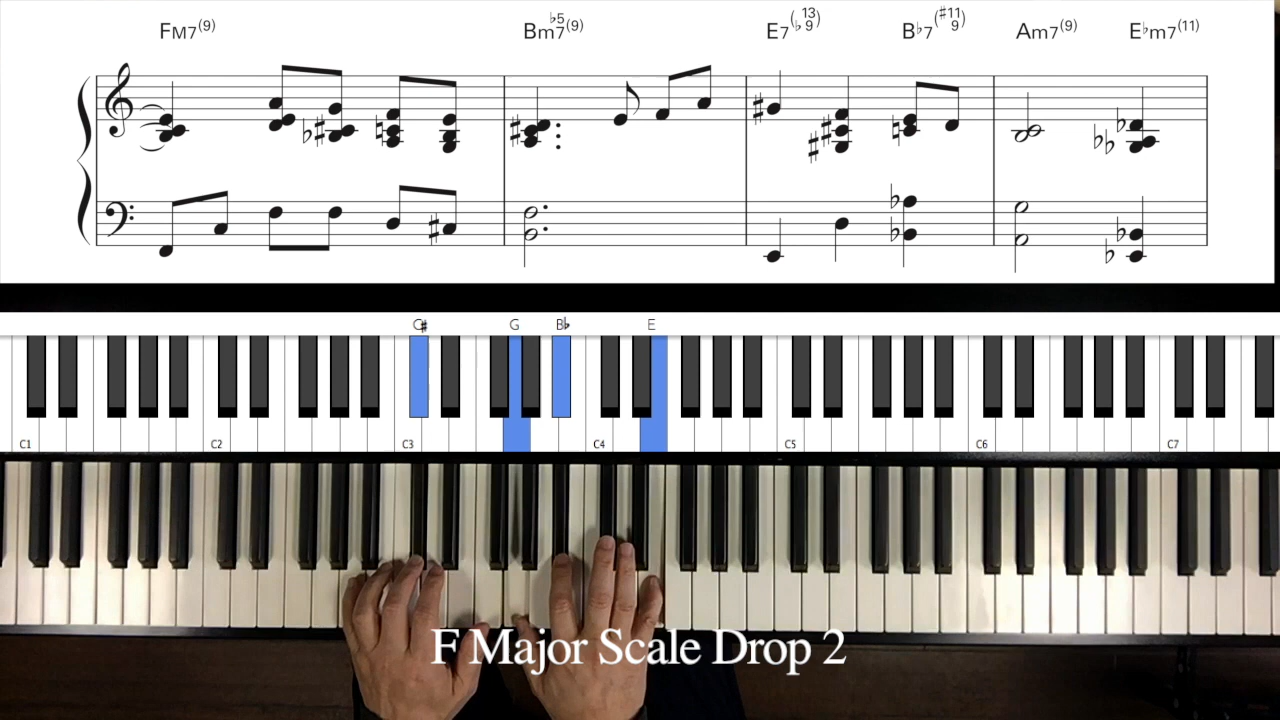 FM7(9) Bm7♭5(9) E7(♭9 13) B♭7(♯11 9) Am7(9) E♭m7(11)
C♯ G B♭ E
C1 C2 C3 C4 C5 C6 C7
F Major Scale Drop 2